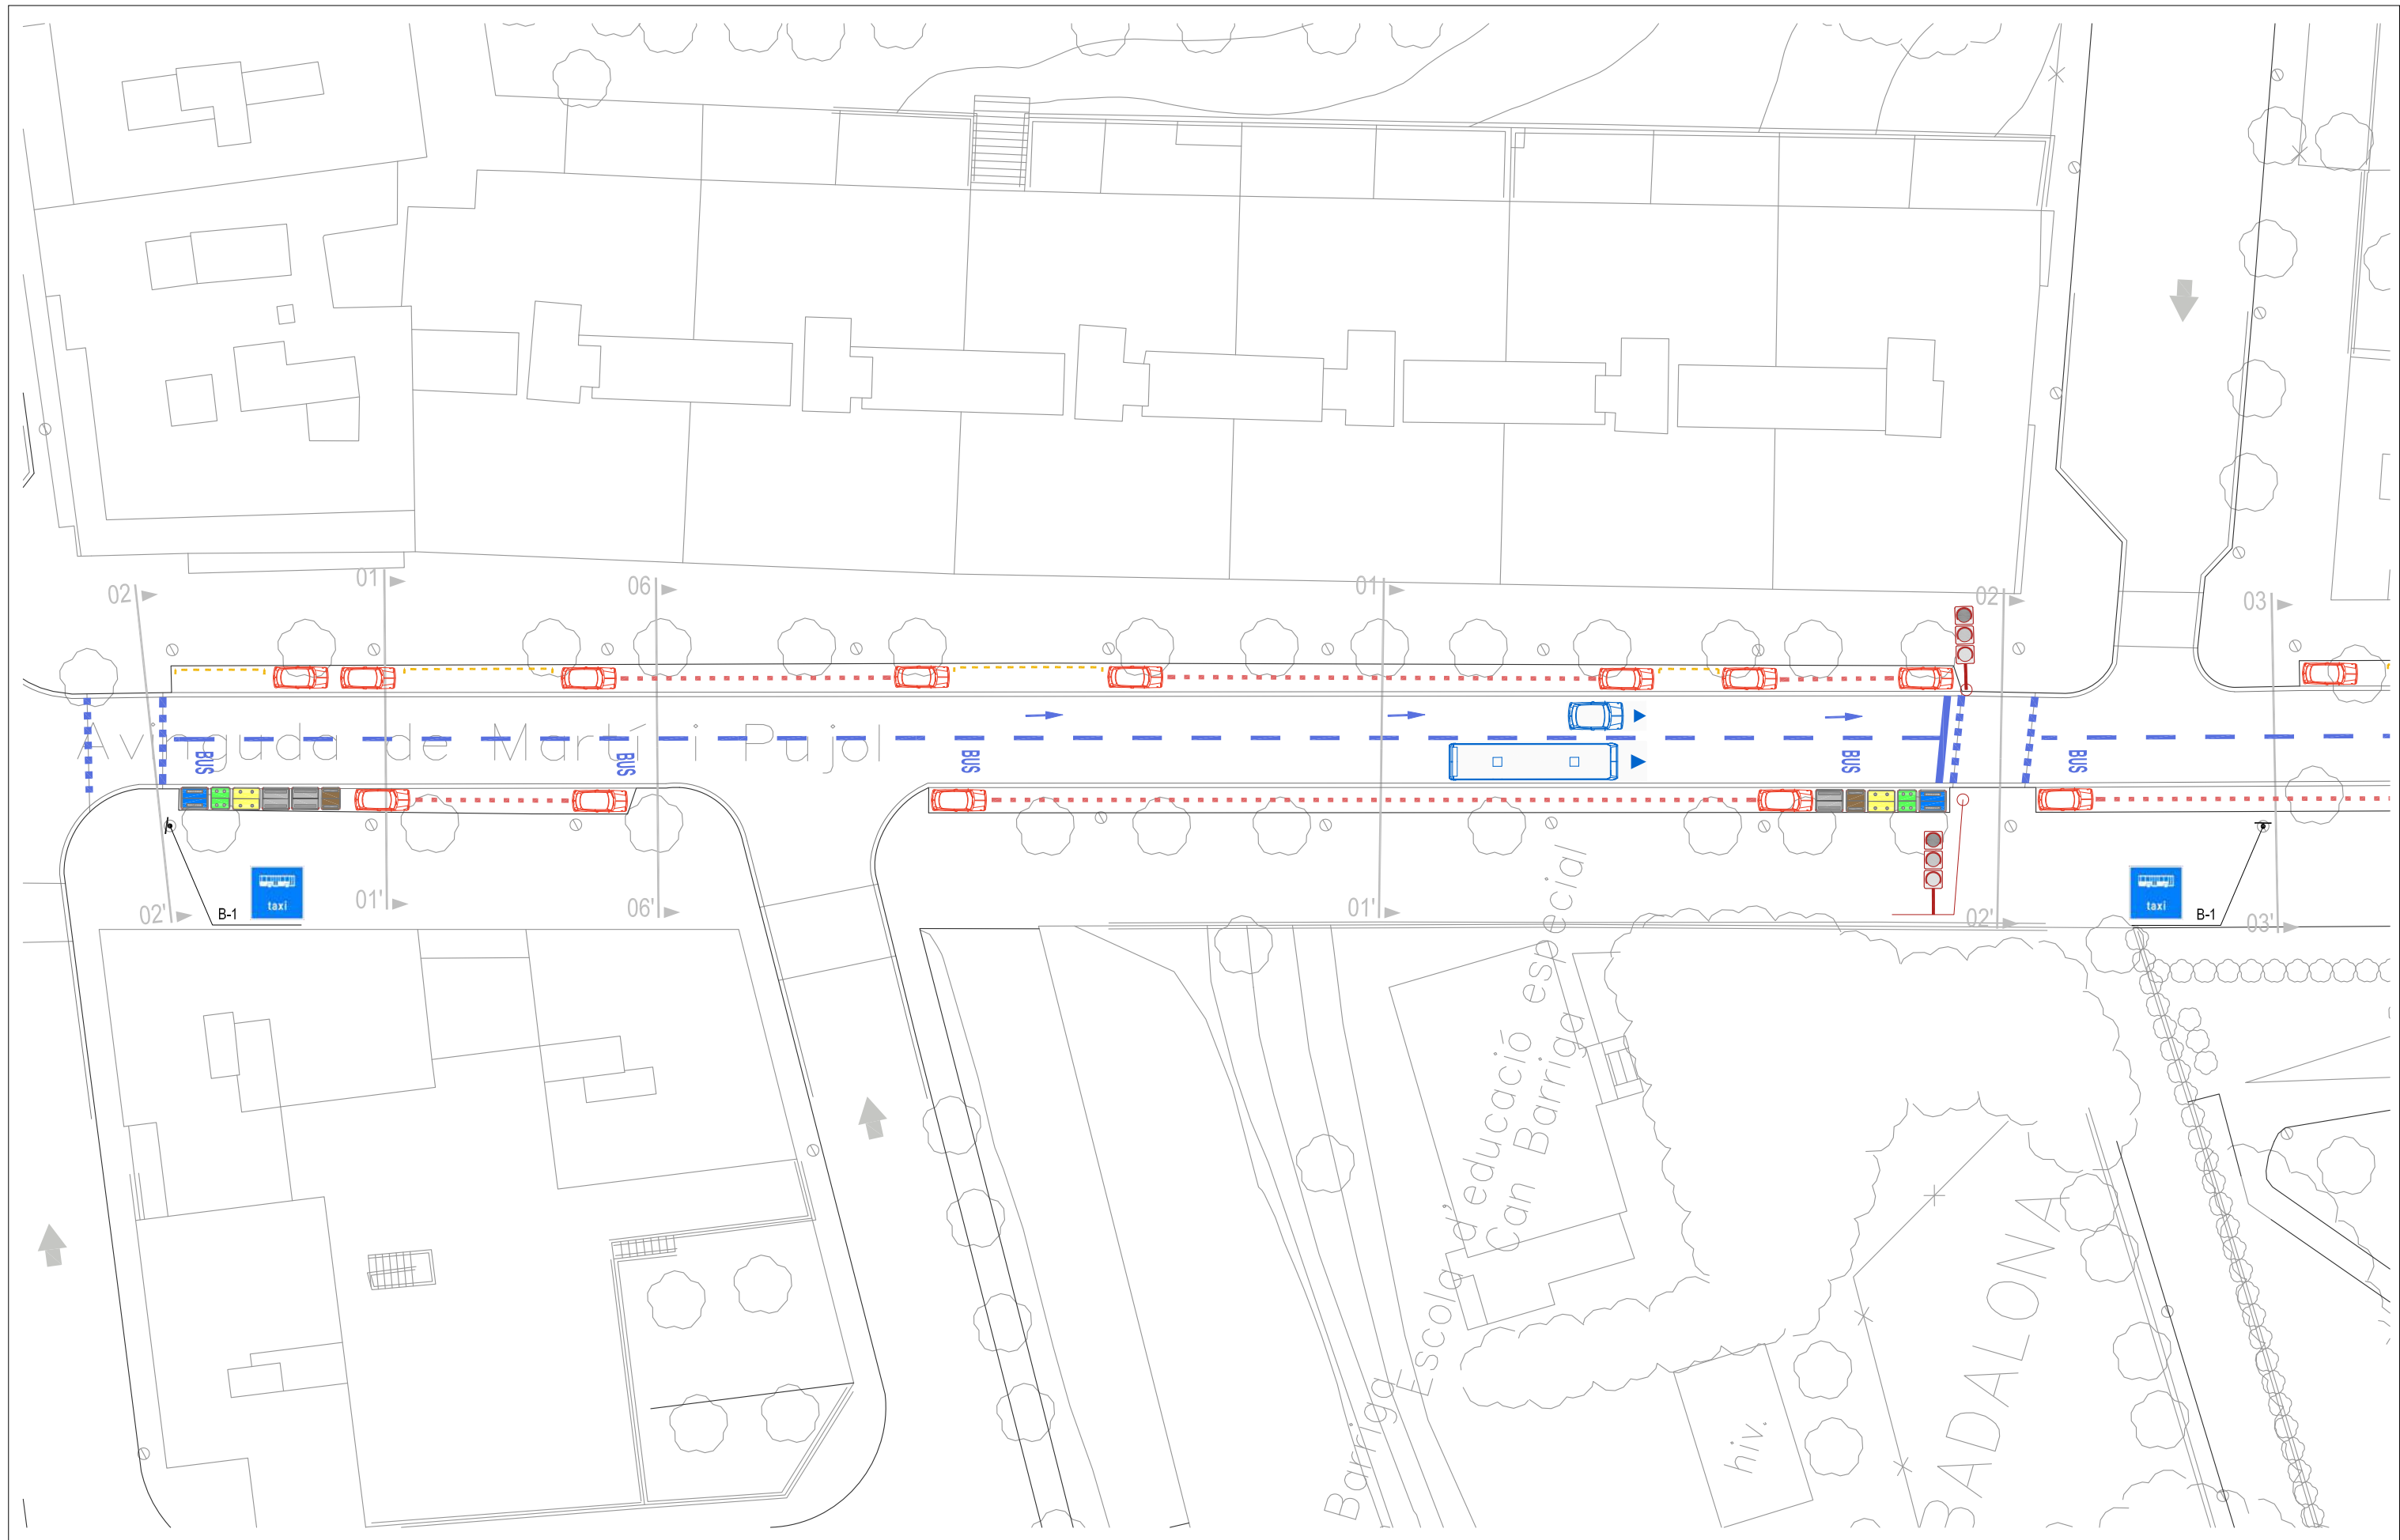 02
01
06
01
02
03
Avinguda de Martí i Pujol
BUS
BUS
BUS
BUS
BUS
taxi
B-1
02'
01'
06'
01'
02'
taxi
B-1
03'
Escola d'educació especial
Can Barriga
Barriga
hiv.
BADALONA